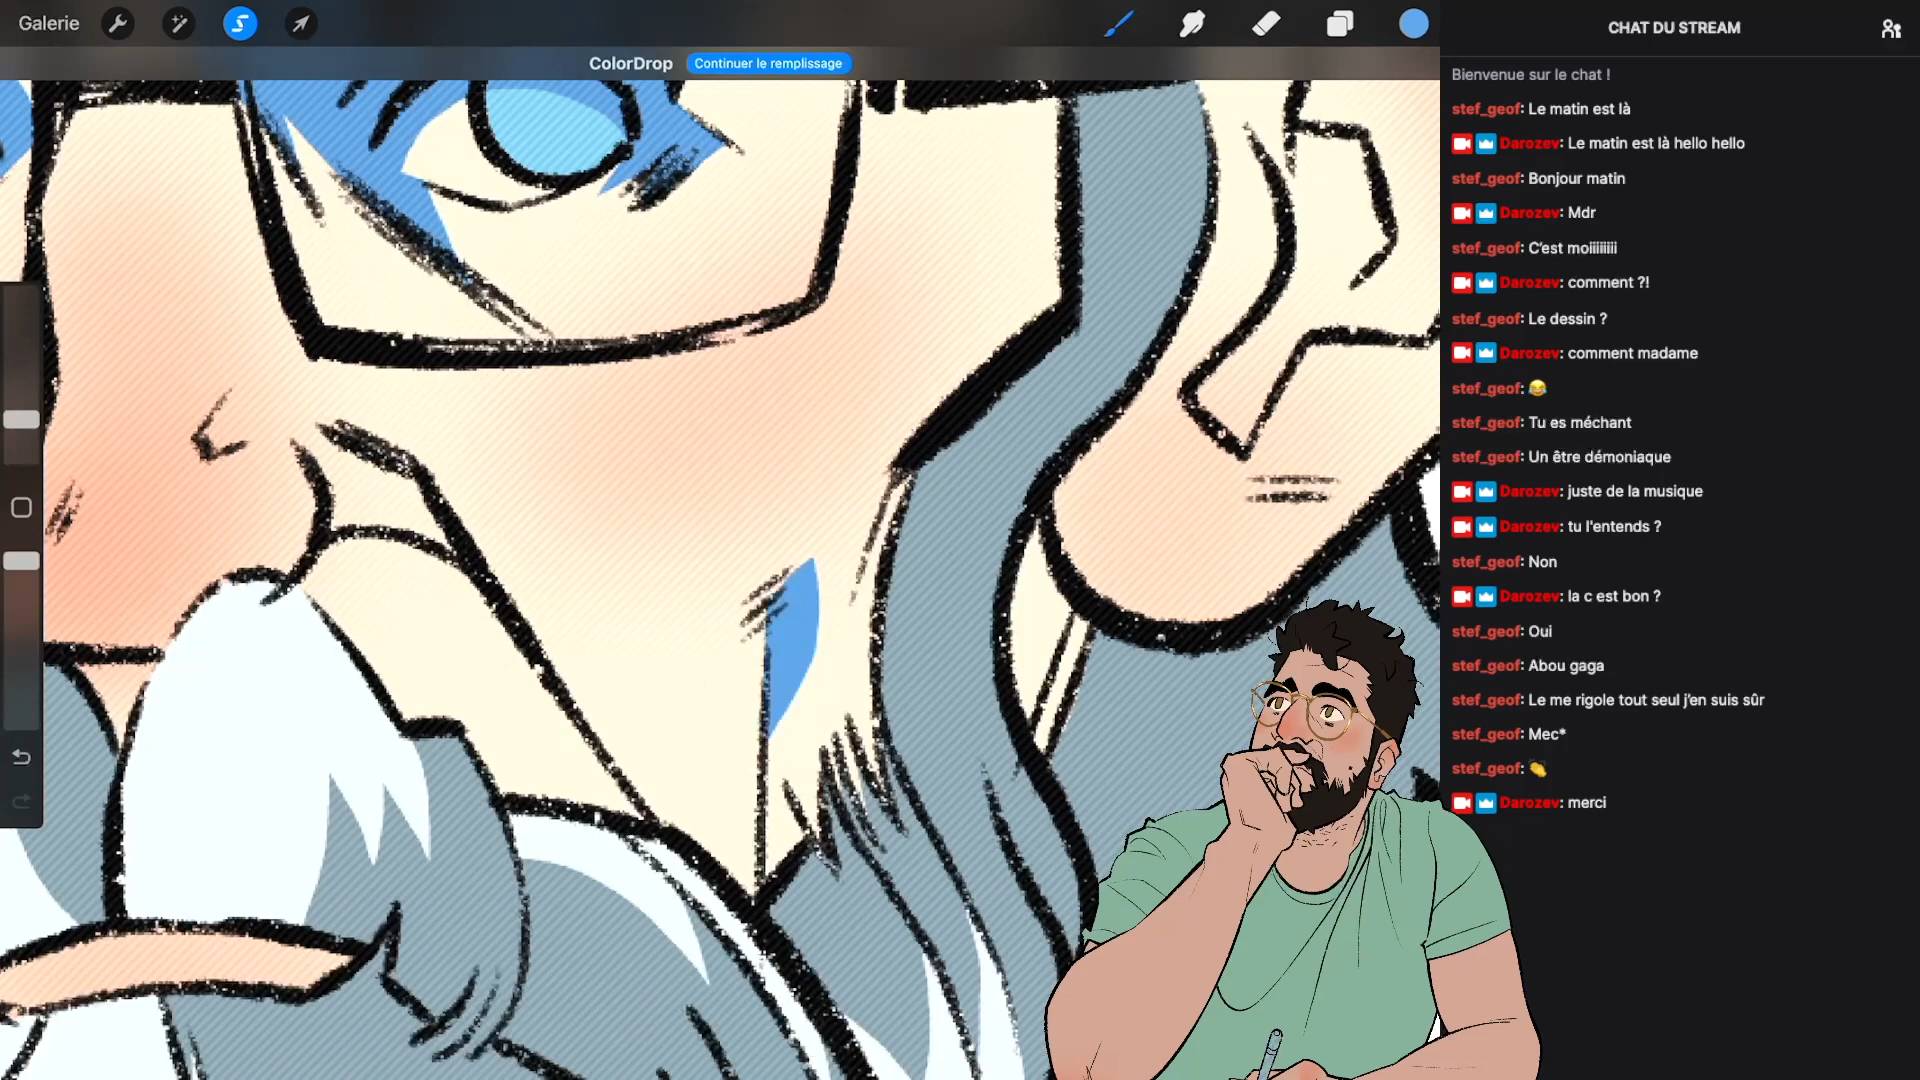 Galerie
ColorDrop Continuer le remplissage
CHAT DU STREAM
Bienvenue sur le chat !
stef_geof: Le matin est là
Darozev: Le matin est là hello hello
stef_geof: Bonjour matin
Darozev: Mdr
stef_geof: C'est moiiiiiiiii
Darozev: comment ?!
stef_geof: Le dessin ?
Darozev: comment madame
stef_geof: 😂
stef_geof: Tu es méchant
stef_geof: Un être démoniaque
Darozev: juste de la musique
Darozev: tu l'entends ?
stef_geof: Non
Darozev: la c est bon ?
stef_geof: Oui
stef_geof: Abou gaga
stef_geof: Le me rigole tout seul j'en suis sûr
stef_geof: Mec*
stef_geof: 👏
Darozev: merci